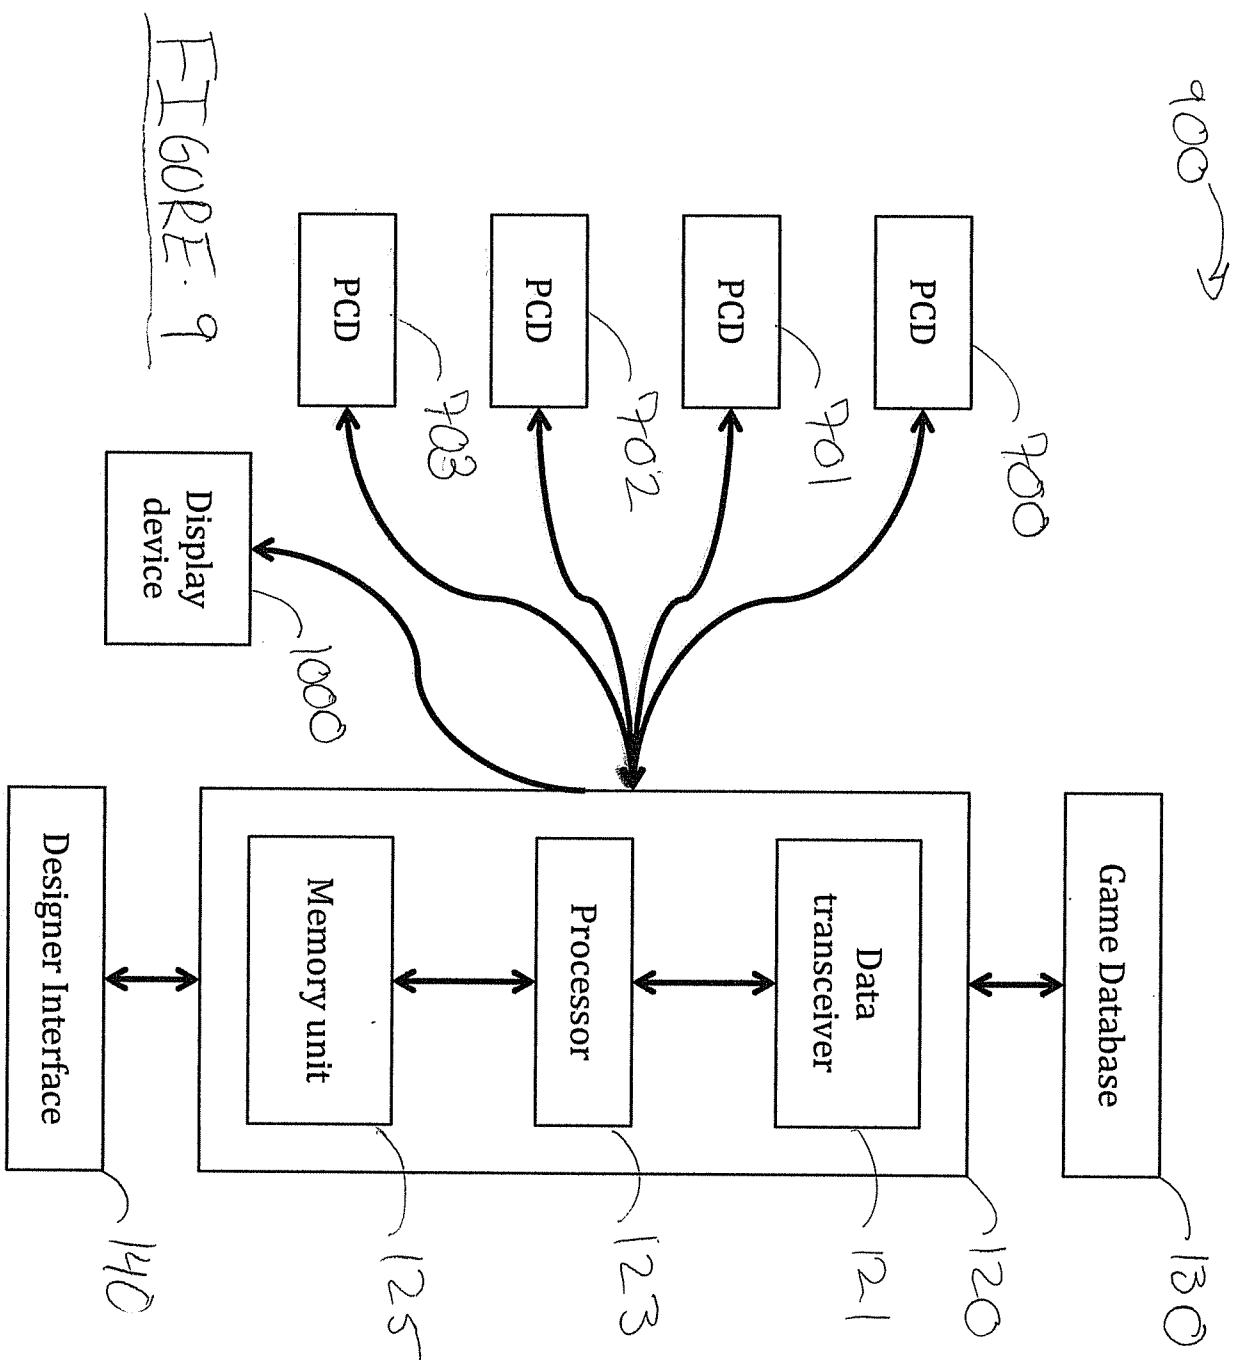 900
Game Database
130
PCD
700
Data
transceiver
121
120
PCD
701
Processor
123
PCD
702
Memory unit
125
PCD
703
Display
device
1000
Designer Interface
140
FIGURE. 9